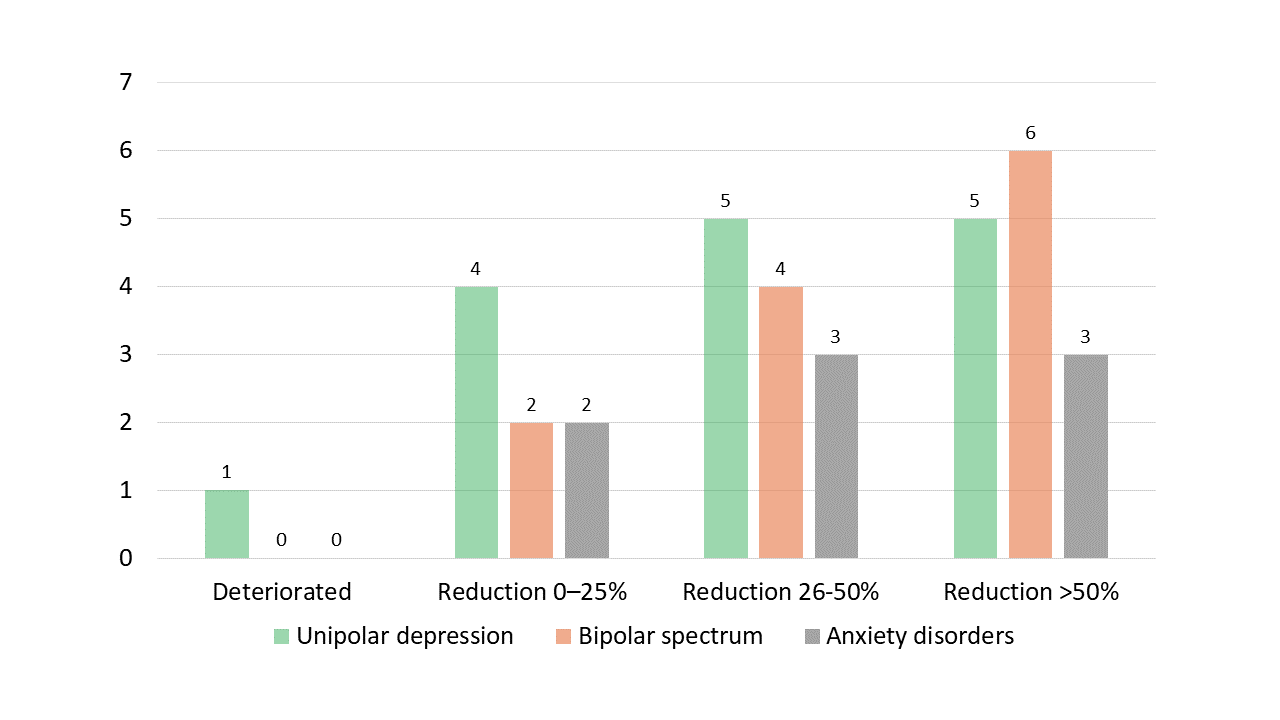 7
6
5
4
3
2
1
0
1
0
0
4
2
2
5
4
3
5
6
3
Deteriorated
Reduction 0–25%
Reduction 26-50%
Reduction >50%
Unipolar depression
Bipolar spectrum
Anxiety disorders